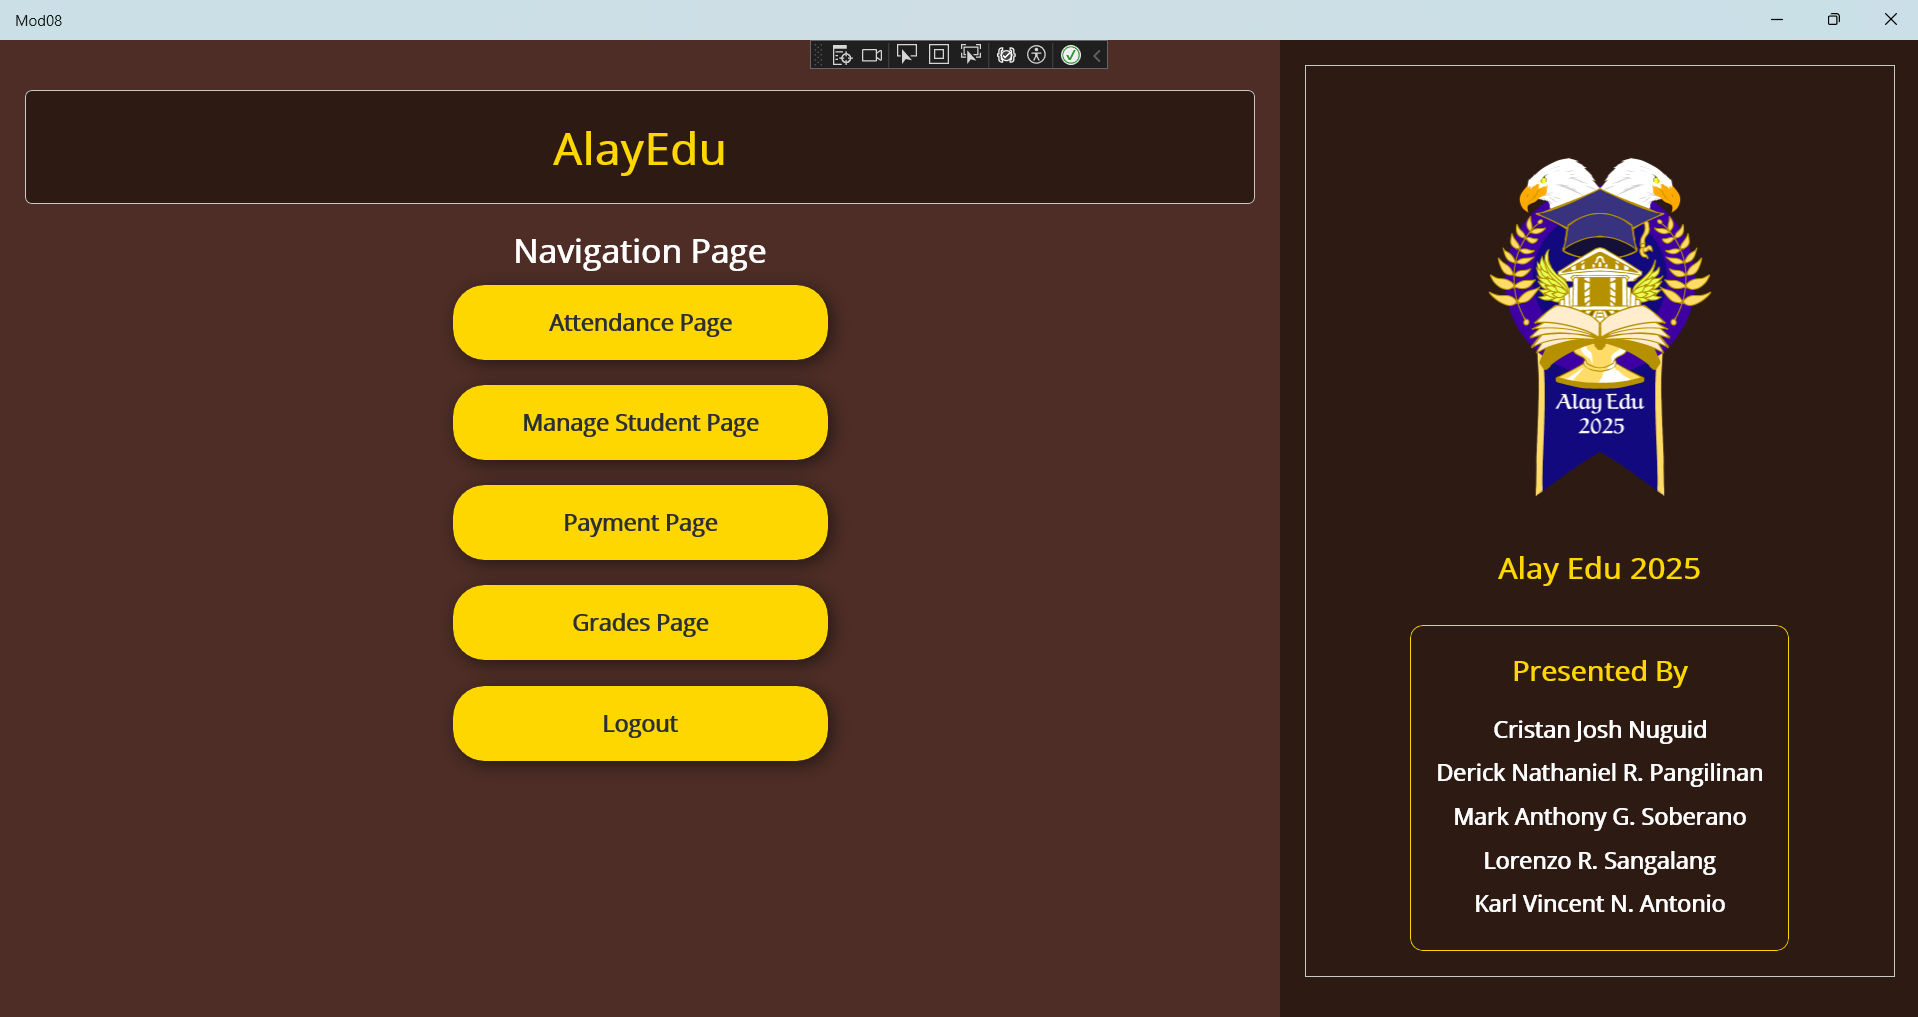 Mod08
AlayEdu
Navigation Page
Attendance Page
Manage Student Page
Payment Page
Grades Page
Logout
Alay Edu
2025
Alay Edu 2025
Presented By
Cristan Josh Nuguid
Derick Nathaniel R. Pangilinan
Mark Anthony G. Soberano
Lorenzo R. Sangalang
Karl Vincent N. Antonio